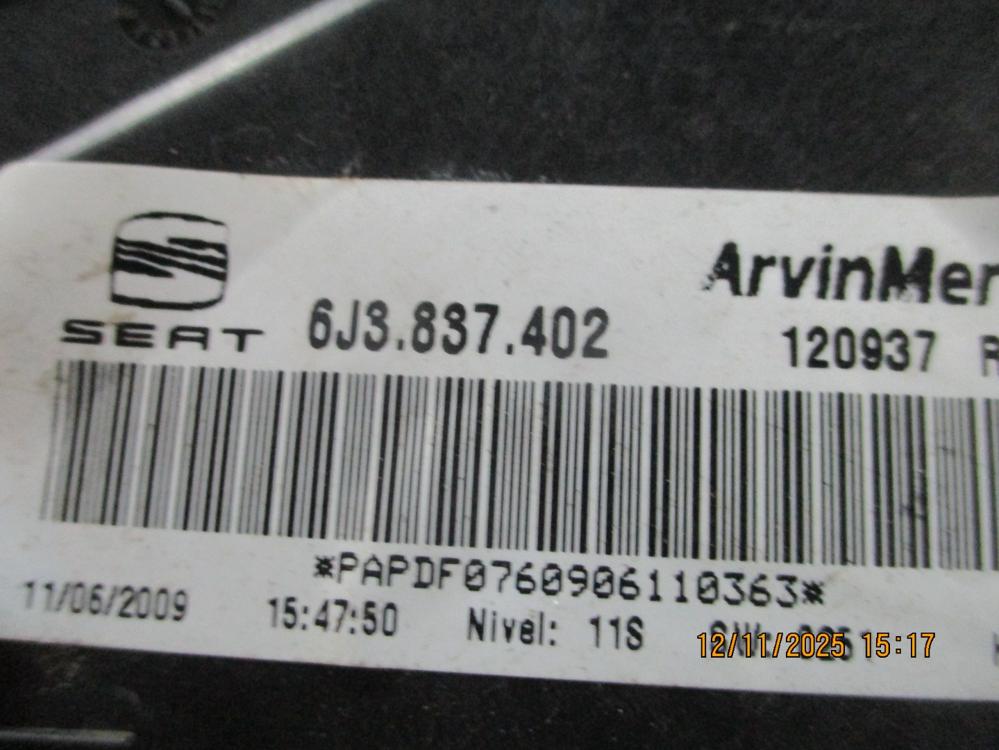 ArvinMer
SEAT 6J3.837.402 120937
*PAPDF0760906110363*
11/06/2009 15:47:50 Nivel: 11S
12/11/2025 15:17